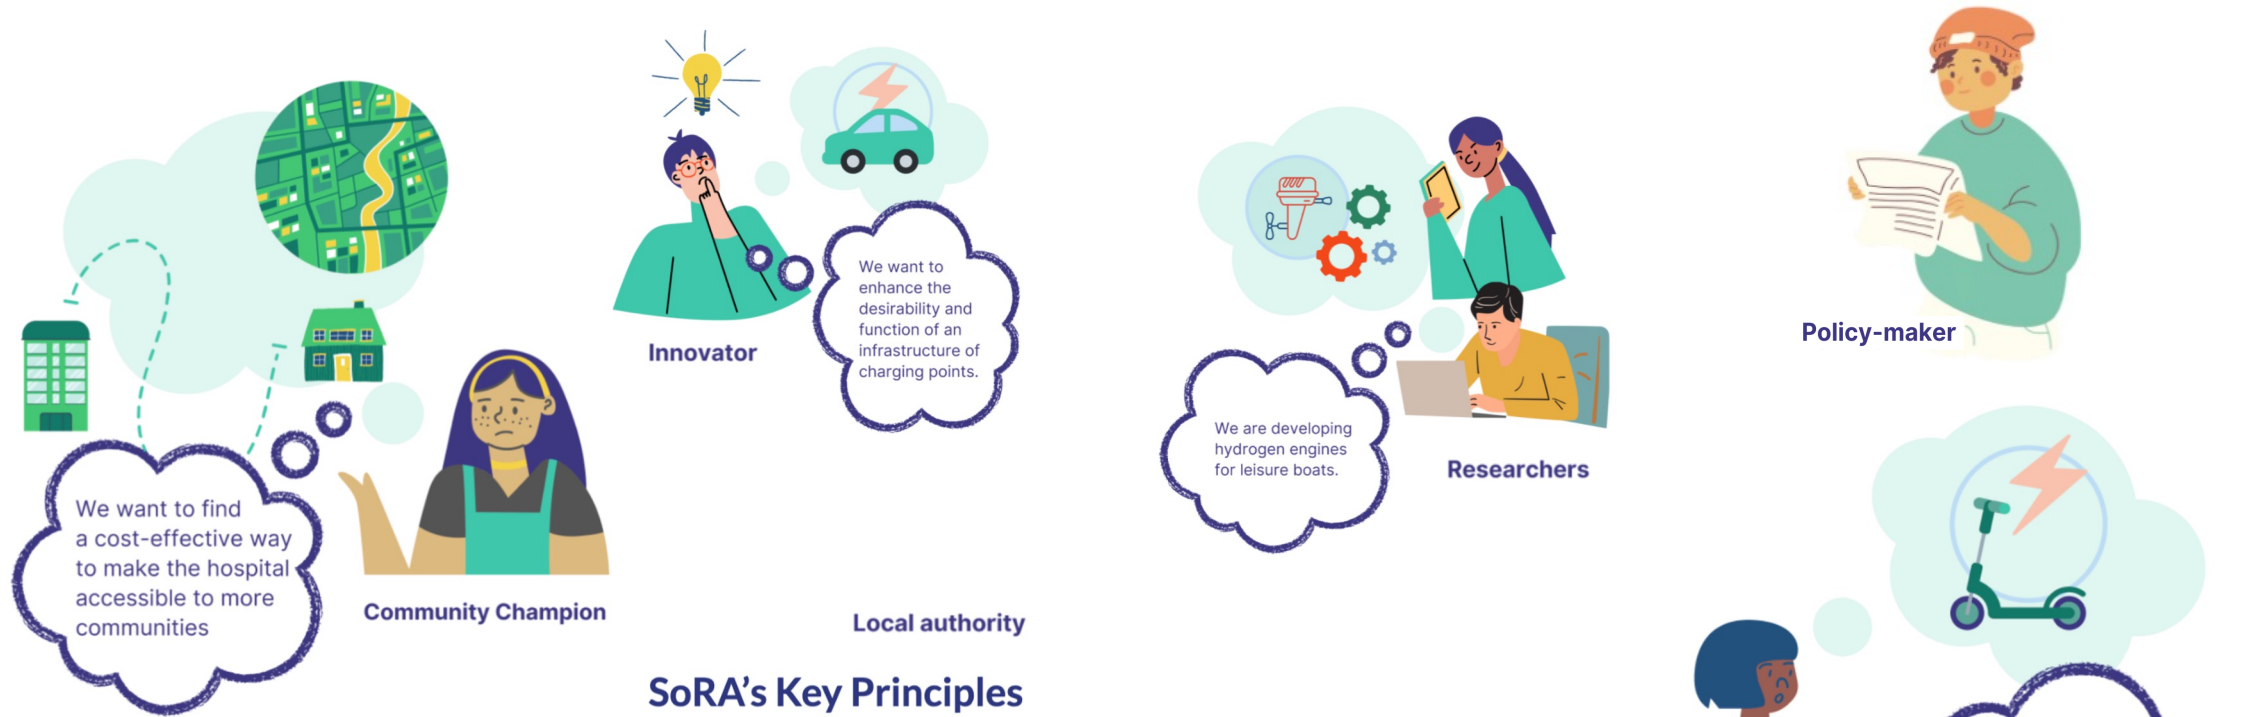 We want to find
a cost-effective way
to make the hospital
accessible to more
communities
Community Champion
Innovator
We want to
enhance the
desirability and
function of an
infrastructure of
charging points.
Local authority
SoRA’s Key Principles
We are developing
hydrogen engines
for leisure boats.
Researchers
Policy-maker